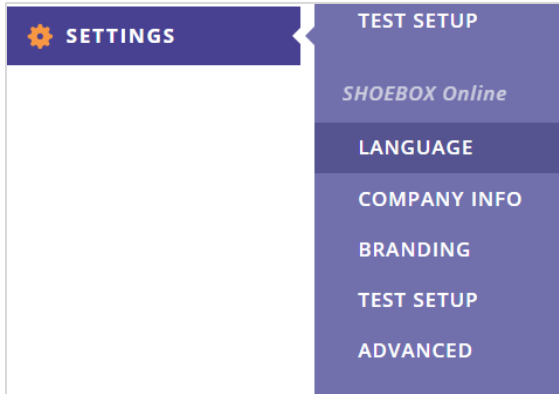 SETTINGS
TEST SETUP
SHOEBOX Online
LANGUAGE
COMPANY INFO
BRANDING
TEST SETUP
ADVANCED